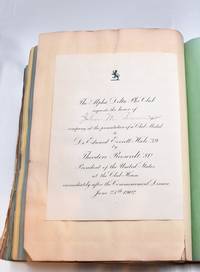 The Alpha Delta Phi Club
requests the honor of
John W.
company at the presentation of a Club Medal
to
Dr. Edward Everett Hale '39
by
Theodore Roosevelt '80
President of the United States
at the Club House
immediately after the Commencement Dinner
June 25th 1902